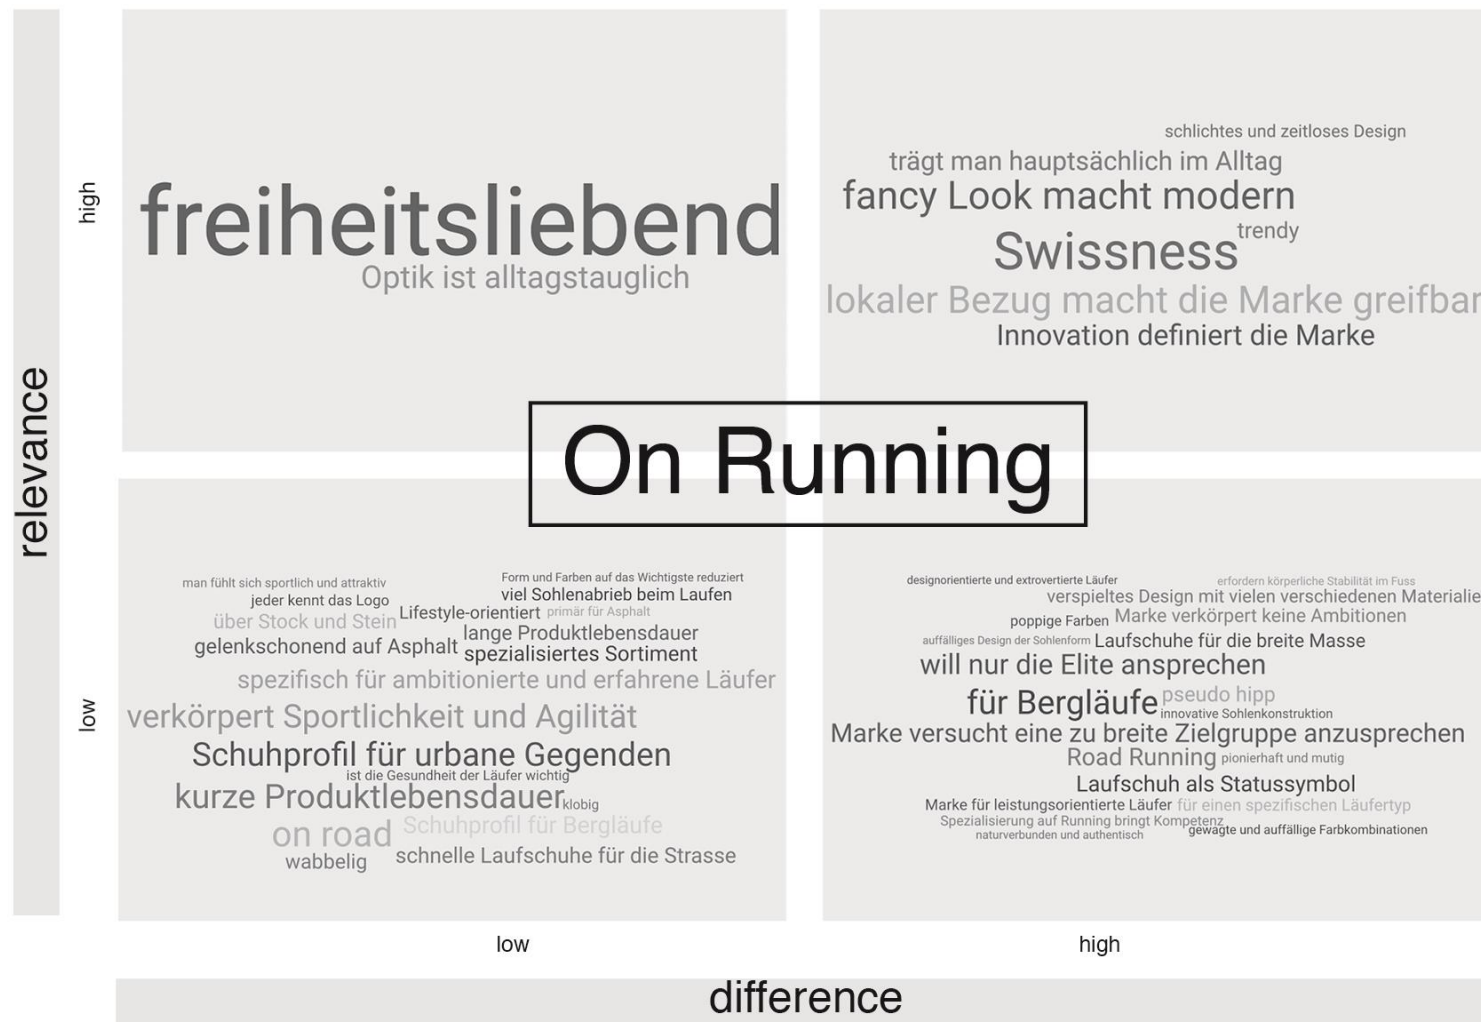 relevance
high
low
freiheitsliebend
Optik ist alltagstauglich
schlichtes und zeitloses Design
trägt man hauptsächlich im Alltag
fancy Look macht modern
trendy
Swissness
lokaler Bezug macht die Marke greifbar
Innovation definiert die Marke
On Running
man fühlt sich sportlich und attraktiv
Form und Farben auf das Wichtigste reduziert
jeder kennt das Logo
viel Sohlenabrieb beim Laufen
über Stock und Stein
Lifestyle-orientiert
primär für Asphalt
gelenkschonend auf Asphalt
lange Produktlebensdauer
spezialisiertes Sortiment
spezifisch für ambitionierte und erfahrene Läufer
verkörpert Sportlichkeit und Agilität
Schuhprofil für urbane Gegenden
ist die Gesundheit der Läufer wichtig
kurze Produktlebensdauer
klobig
on road
Schuhprofil für Bergläufe
wabbelig
schnelle Laufschuhe für die Strasse
designorientierte und extrovertierte Läufer
erfordern körperliche Stabilität im Fuss
verspieltes Design mit vielen verschiedenen Materialie
poppige Farben
Marke verkörpert keine Ambitionen
auffälliges Design der Sohlenform
Laufschuhe für die breite Masse
will nur die Elite ansprechen
für Bergläufe
pseudo hipp
innovative Sohlenkonstruktion
Marke versucht eine zu breite Zielgruppe anzusprechen
Road Running
pionierhaft und mutig
Laufschuh als Statussymbol
Marke für leistungsorientierte Läufer
für einen spezifischen Läufertyp
Spezialisierung auf Running bringt Kompetenz
gewagte und auffällige Farbkombinationen
naturverbunden und authentisch
low
high
difference